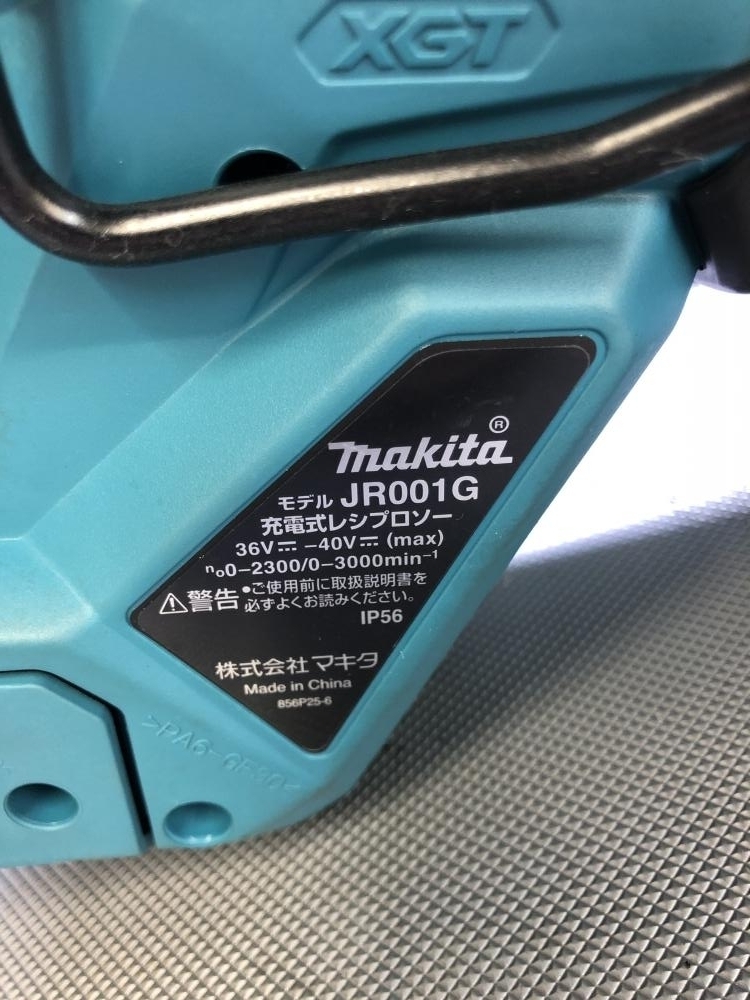 XGT
makita®
モデル JR001G
充電式レシプロソー
36V⎓ -40V⎓ (max)
n₀0-2300/0-3000min⁻¹
⚠警告 •ご使用前に取扱説明書を
必ずよくお読みください。
IP56
株式会社 マキタ
Made in China
856P25-6
>PA6-GF30<